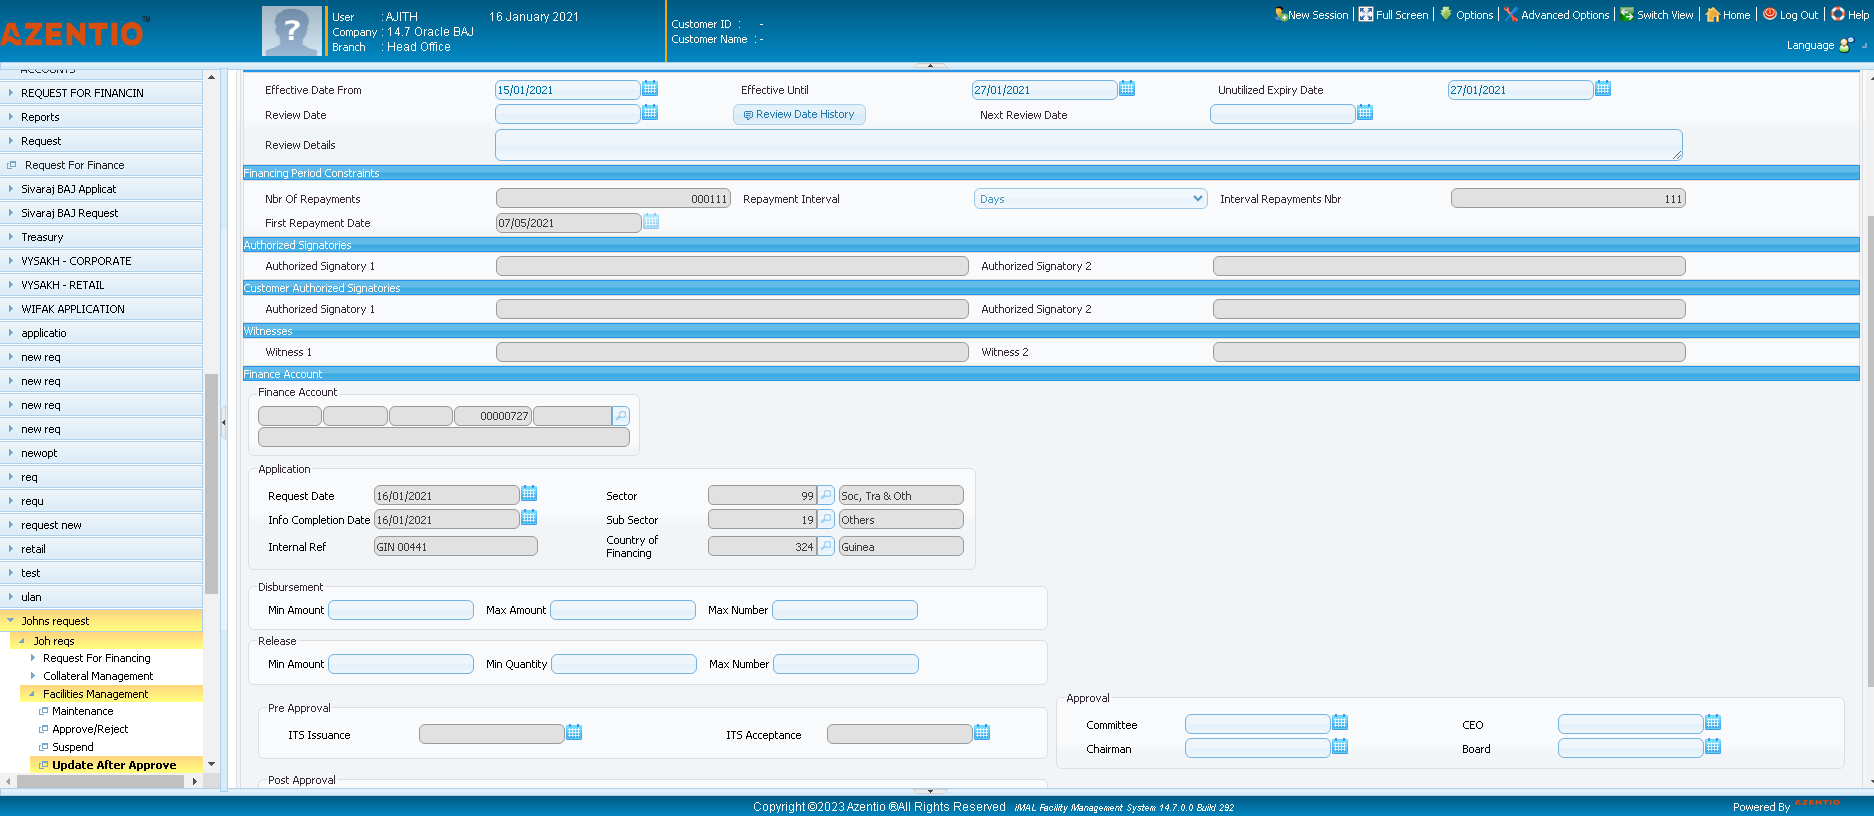 AZENTIO™
User : AJITH 16 January 2021
Company : 14.7 Oracle BAJ
Branch : Head Office
Customer ID : -
Customer Name : -
New Session Full Screen Options Advanced Options Switch View Home Log Out Help
Language
ACCOUNTS
REQUEST FOR FINANCIN
Reports
Request
Request For Finance
Sivaraj BAJ Applicat
Sivaraj BAJ Request
Treasury
VYSAKH - CORPORATE
VYSAKH - RETAIL
WIFAK APPLICATION
applicatio
new req
new req
new req
new req
newopt
req
requ
request new
retail
test
ulan
Johns request
Joh reqs
Request For Financing
Collateral Management
Facilities Management
Maintenance
Approve/Reject
Suspend
Update After Approve
Effective Date From 15/01/2021 Effective Until 27/01/2021 Unutilized Expiry Date 27/01/2021
Review Date Review Date History Next Review Date
Review Details
Financing Period Constraints
Nbr Of Repayments 000111 Repayment Interval Days Interval Repayments Nbr 111
First Repayment Date 07/05/2021
Authorized Signatories
Authorized Signatory 1 Authorized Signatory 2
Customer Authorized Signatories
Authorized Signatory 1 Authorized Signatory 2
Witnesses
Witness 1 Witness 2
Finance Account
Finance Account
00000727
Application
Request Date 16/01/2021 Sector 99 Soc, Tra & Oth
Info Completion Date 16/01/2021 Sub Sector 19 Others
Internal Ref GIN 00441 Country of Financing 324 Guinea
Disbursement
Min Amount Max Amount Max Number
Release
Min Amount Min Quantity Max Number
Pre Approval
ITS Issuance ITS Acceptance
Approval
Committee CEO
Chairman Board
Post Approval
Copyright ©2023 Azentio ®All Rights Reserved iMAL Facility Management System 14.7.0.0 Build 292
Powered By AZENTIO